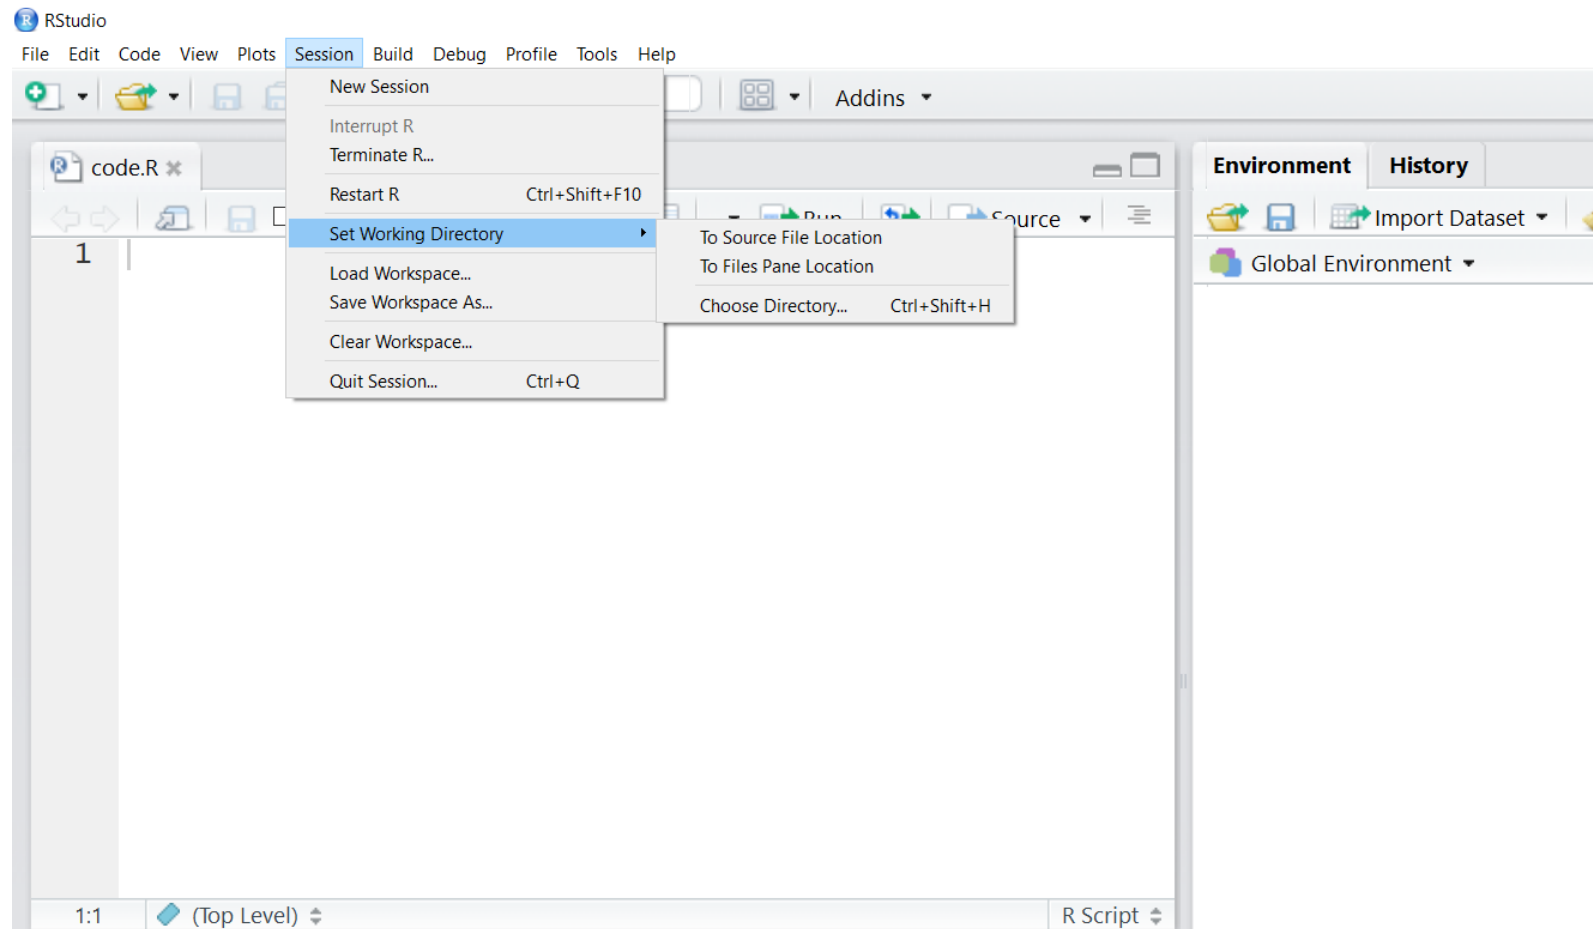 RStudio
File Edit Code View Plots Session Build Debug Profile Tools Help
Addins
New Session
Interrupt R
Terminate R...
Restart R Ctrl+Shift+F10
Set Working Directory
Load Workspace...
Save Workspace As...
Clear Workspace...
Quit Session... Ctrl+Q
To Source File Location
To Files Pane Location
Choose Directory... Ctrl+Shift+H
code.R
Run Source
1
1:1 (Top Level) R Script
Environment History
Import Dataset
Global Environment